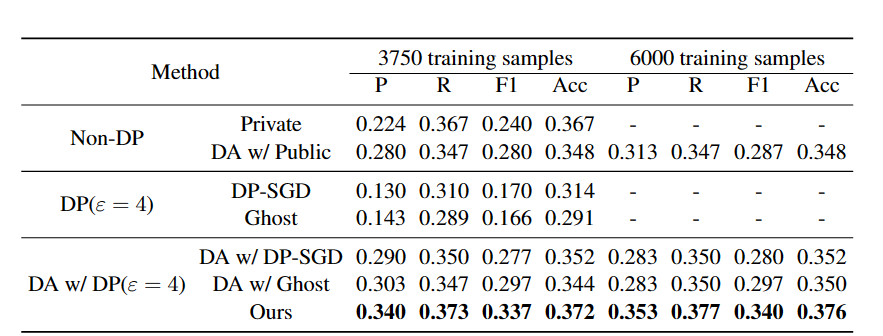 Method 3750 training samples 6000 training samples
P R F1 Acc P R F1 Acc
Non-DP Private 0.224 0.367 0.240 0.367 - - - -
DA w/ Public 0.280 0.347 0.280 0.348 0.313 0.347 0.287 0.348
DP(ε = 4) DP-SGD 0.130 0.310 0.170 0.314 - - - -
Ghost 0.143 0.289 0.166 0.291 - - - -
DA w/ DP(ε = 4) DA w/ DP-SGD 0.290 0.350 0.277 0.352 0.283 0.350 0.280 0.352
DA w/ Ghost 0.303 0.347 0.297 0.344 0.283 0.350 0.297 0.350
Ours 0.340 0.373 0.337 0.372 0.353 0.377 0.340 0.376